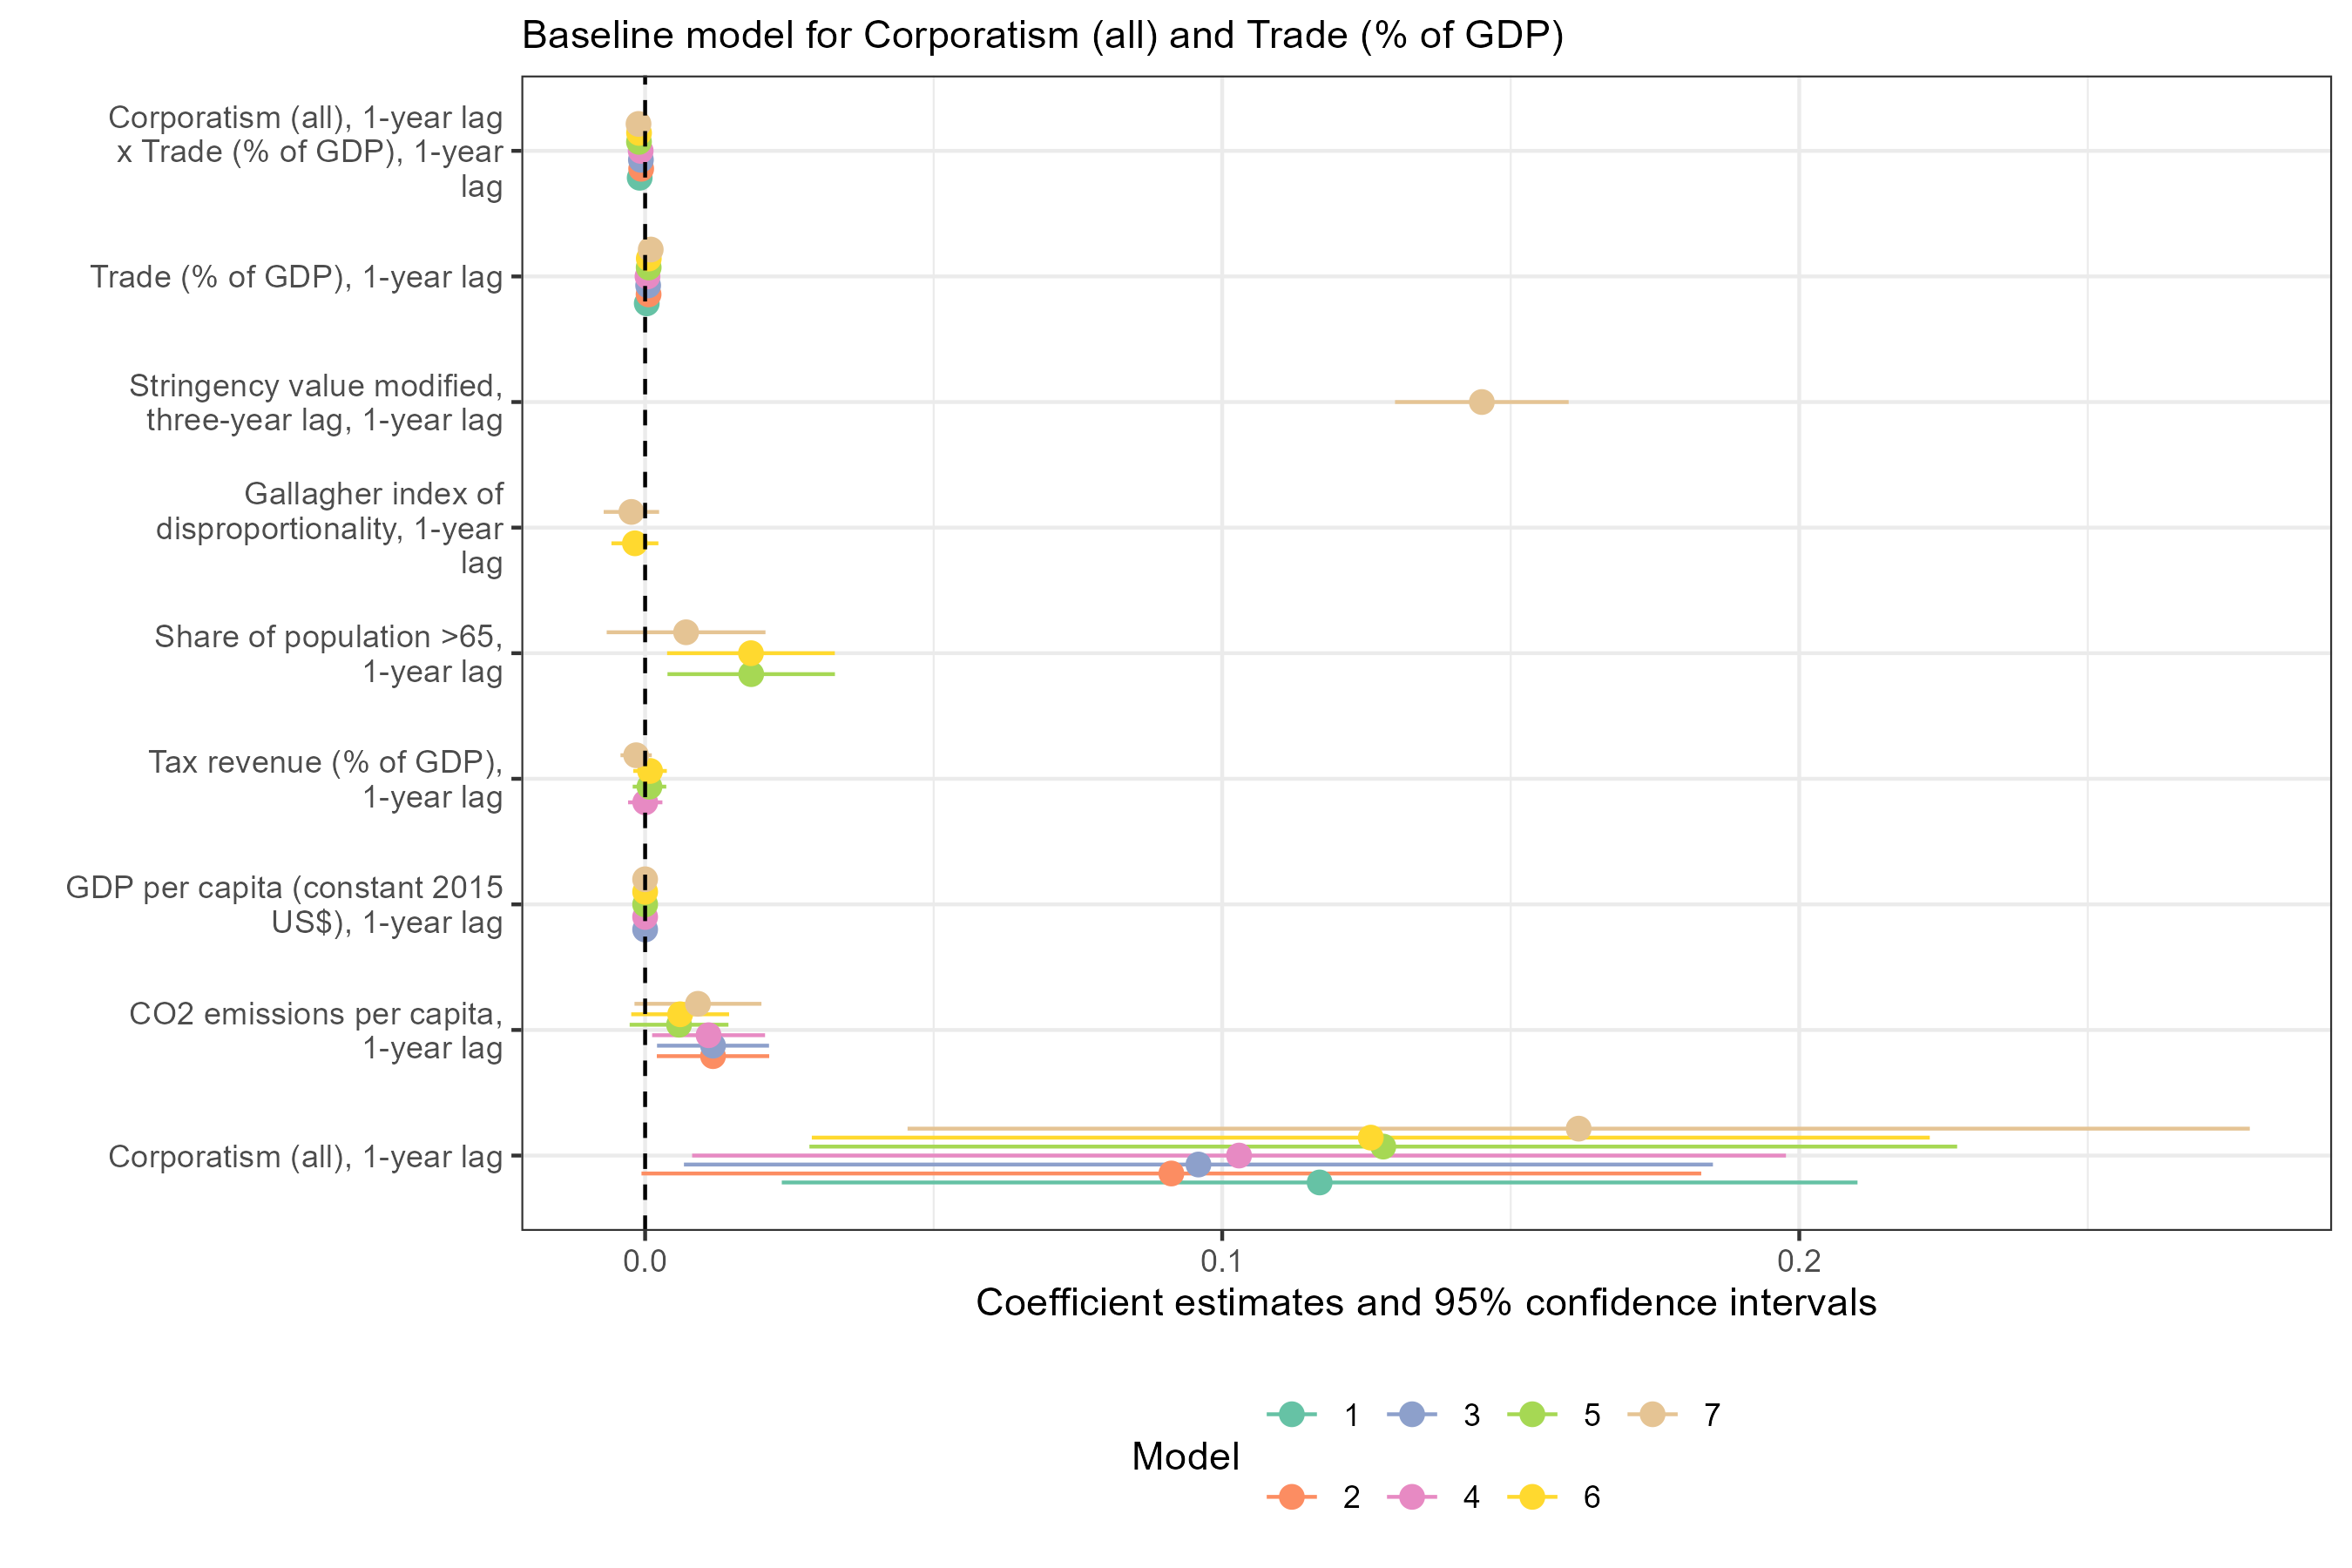 Baseline model for Corporatism (all) and Trade (% of GDP)
Corporatism (all), 1-year lag
x Trade (% of GDP), 1-year
lag
Trade (% of GDP), 1-year lag
Stringency value modified,
three-year lag, 1-year lag
Gallagher index of
disproportionality, 1-year
lag
Share of population >65,
1-year lag
Tax revenue (% of GDP),
1-year lag
GDP per capita (constant 2015
US$), 1-year lag
CO2 emissions per capita,
1-year lag
Corporatism (all), 1-year lag
0.0 0.1 0.2
Coefficient estimates and 95% confidence intervals
1 3 5 7
Model
2 4 6